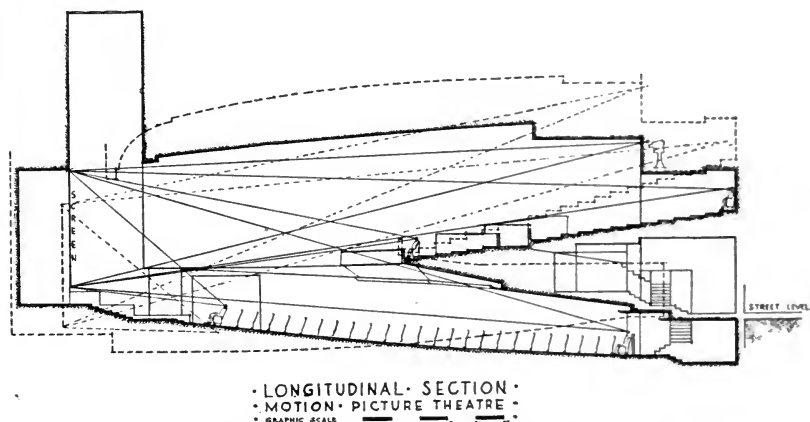 SCREEN
STREET LEVEL
· LONGITUDINAL · SECTION ·
· MOTION · PICTURE THEATRE ·
· GRAPHIC SCALE